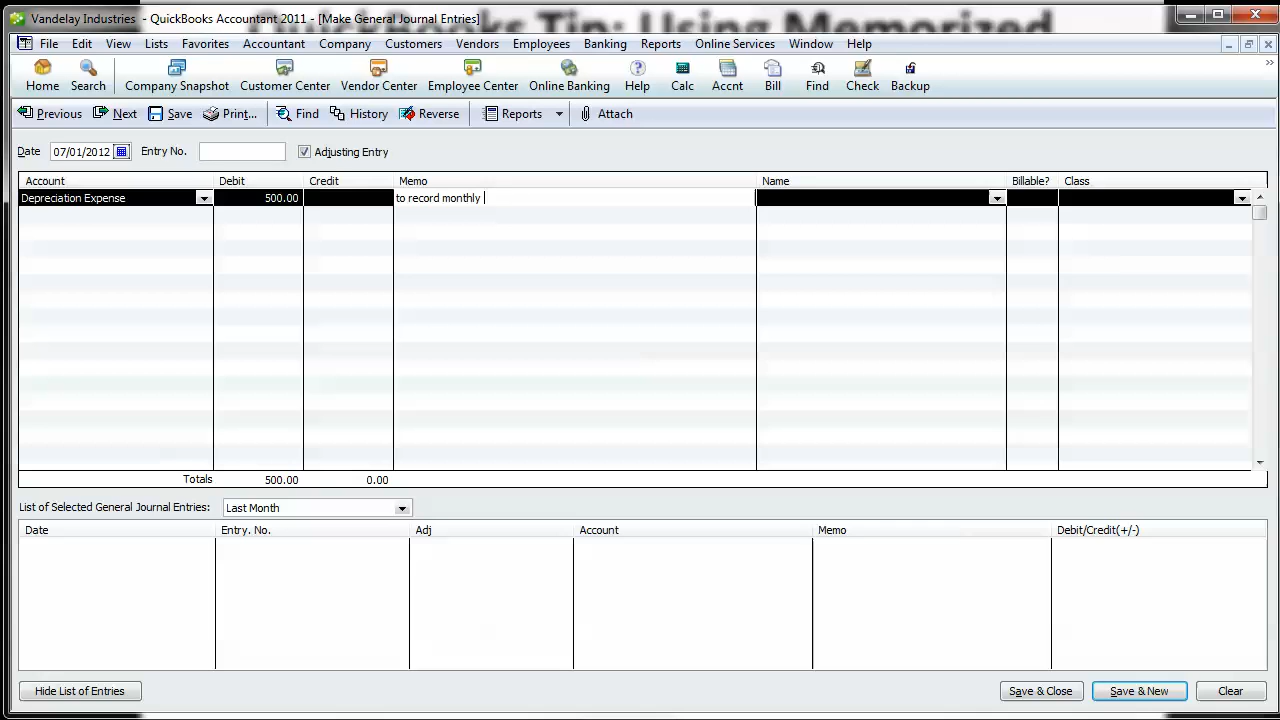 QuickBooks Tip: Using Memorized
Vandelay Industries - QuickBooks Accountant 2011 - [Make General Journal Entries]
File Edit View Lists Favorites Accountant Company Customers Vendors Employees Banking Reports Online Services Window Help
Home Search Company Snapshot Customer Center Vendor Center Employee Center Online Banking Help Calc Accnt Bill Find Check Backup
Previous Next Save Print... Find History Reverse Reports Attach
Date 07/01/2012 Entry No. Adjusting Entry
Account Debit Credit Memo Name Billable? Class
Depreciation Expense 500.00 to record monthly
Totals 500.00 0.00
List of Selected General Journal Entries: Last Month
Date Entry. No. Adj Account Memo Debit/Credit(+/-)
Hide List of Entries Save & Close Save & New Clear